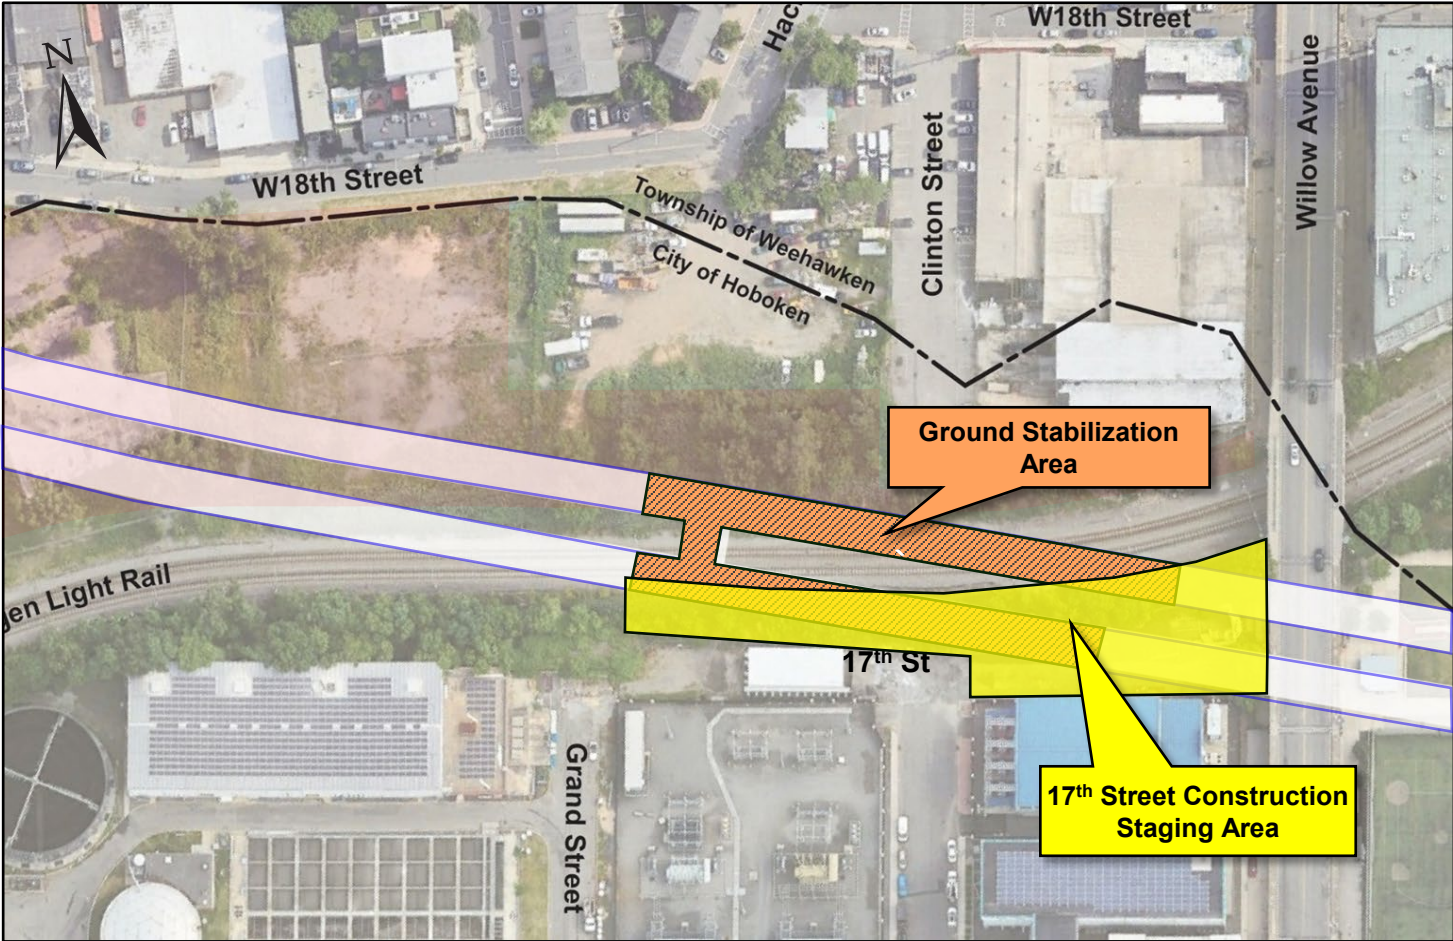 W18th Street
N
Hac
Willow Avenue
Clinton Street
W18th Street
Township of Weehawken
City of Hoboken
Ground Stabilization
Area
gen Light Rail
17th St
Grand Street
17th Street Construction
Staging Area